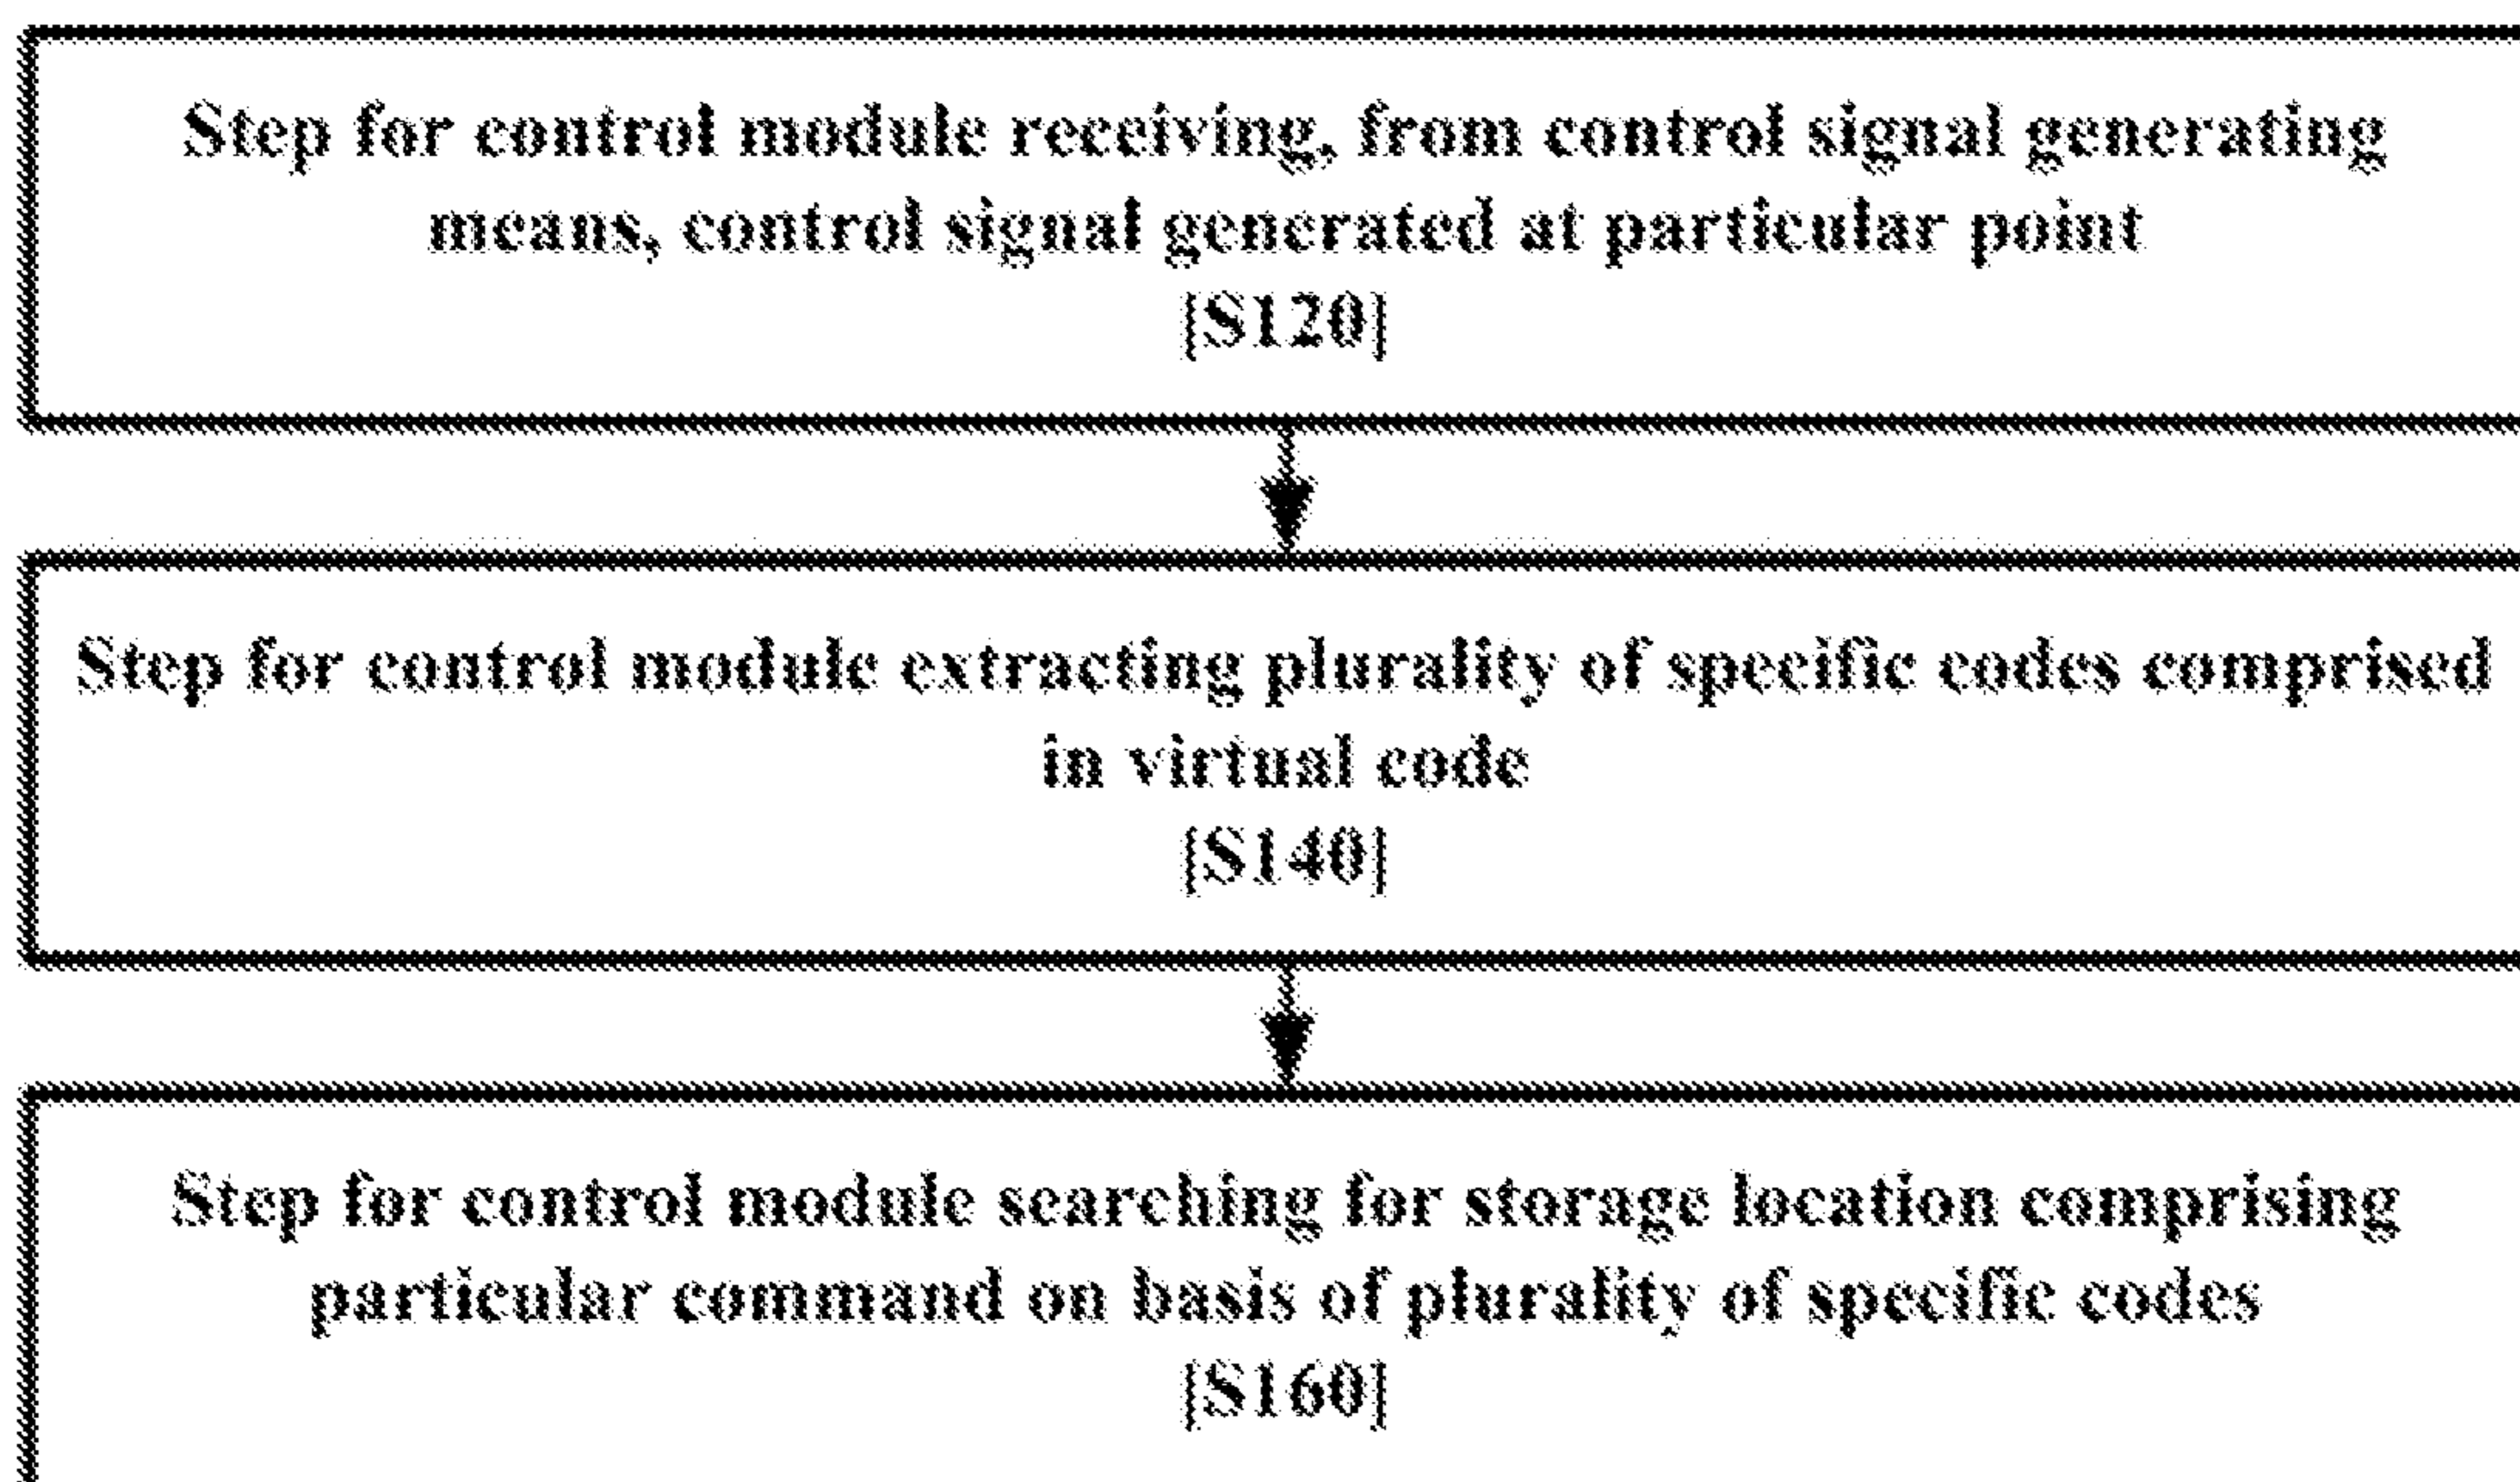 Step for control module receiving, from control signal generating
means, control signal generated at particular point
[S120]
Step for control module extracting plurality of specific codes comprised
in virtual code
[S140]
Step for control module searching for storage location comprising
particular command on basis of plurality of specific codes
[S160]